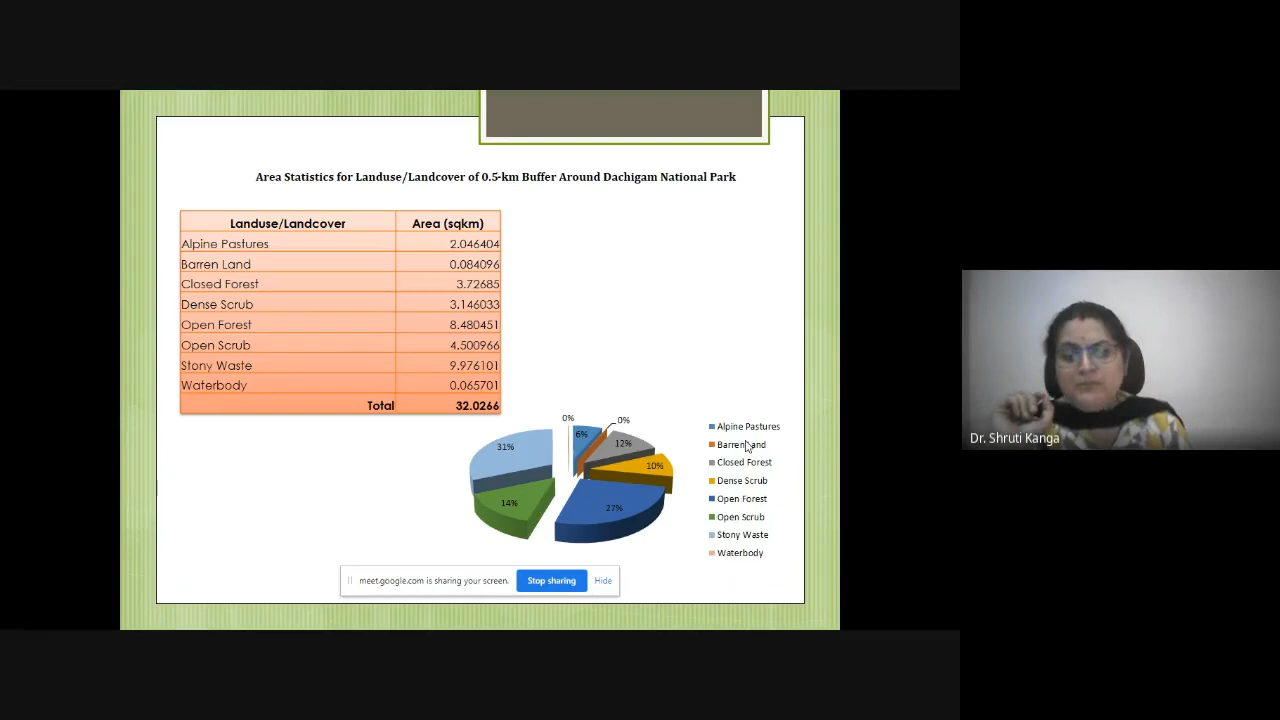 Area Statistics for Landuse/Landcover of 0.5-km Buffer Around Dachigam National Park
Landuse/Landcover Area (sqkm)
Alpine Pastures 2.046404
Barren Land 0.084096
Closed Forest 3.72685
Dense Scrub 3.146033
Open Forest 8.480451
Open Scrub 4.500966
Stony Waste 9.976101
Waterbody 0.065701
Total 32.0266
0%
6%
0%
12%
10%
27%
14%
31%
Alpine Pastures
Barren Land
Closed Forest
Dense Scrub
Open Forest
Open Scrub
Stony Waste
Waterbody
meet.google.com is sharing your screen. Stop sharing Hide
Dr. Shruti Kanga